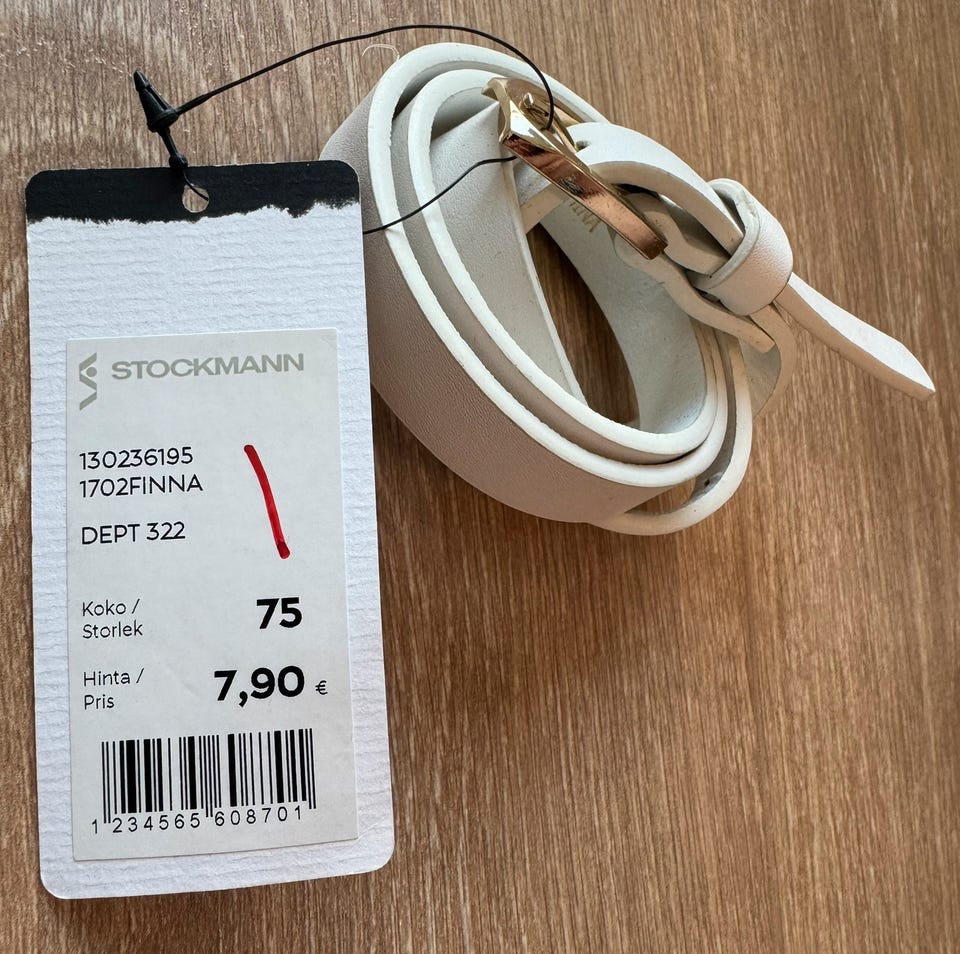 STOCKMANN
130236195
1702FINNA
DEPT 322
Koko /
Storlek
75
Hinta /
Pris
7,90 €
1 234565 608701